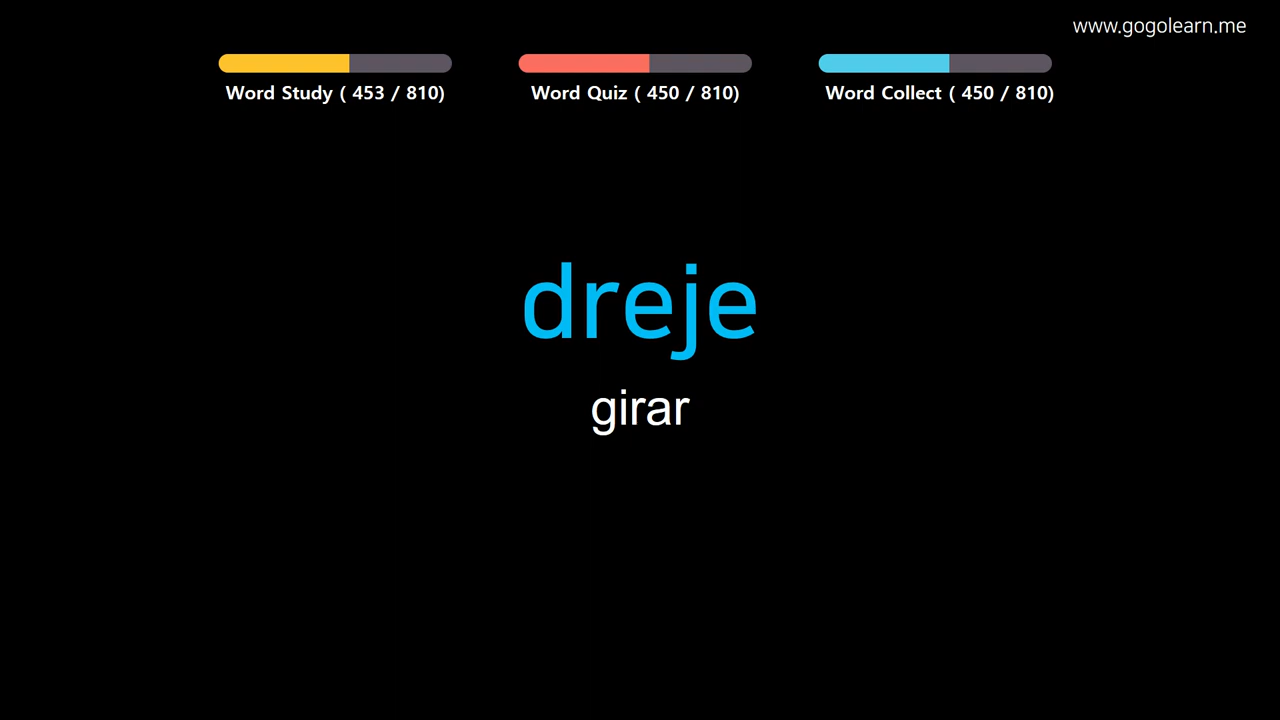 www.gogolearn.me
Word Study ( 453 / 810)
Word Quiz ( 450 / 810)
Word Collect ( 450 / 810)
dreje
girar